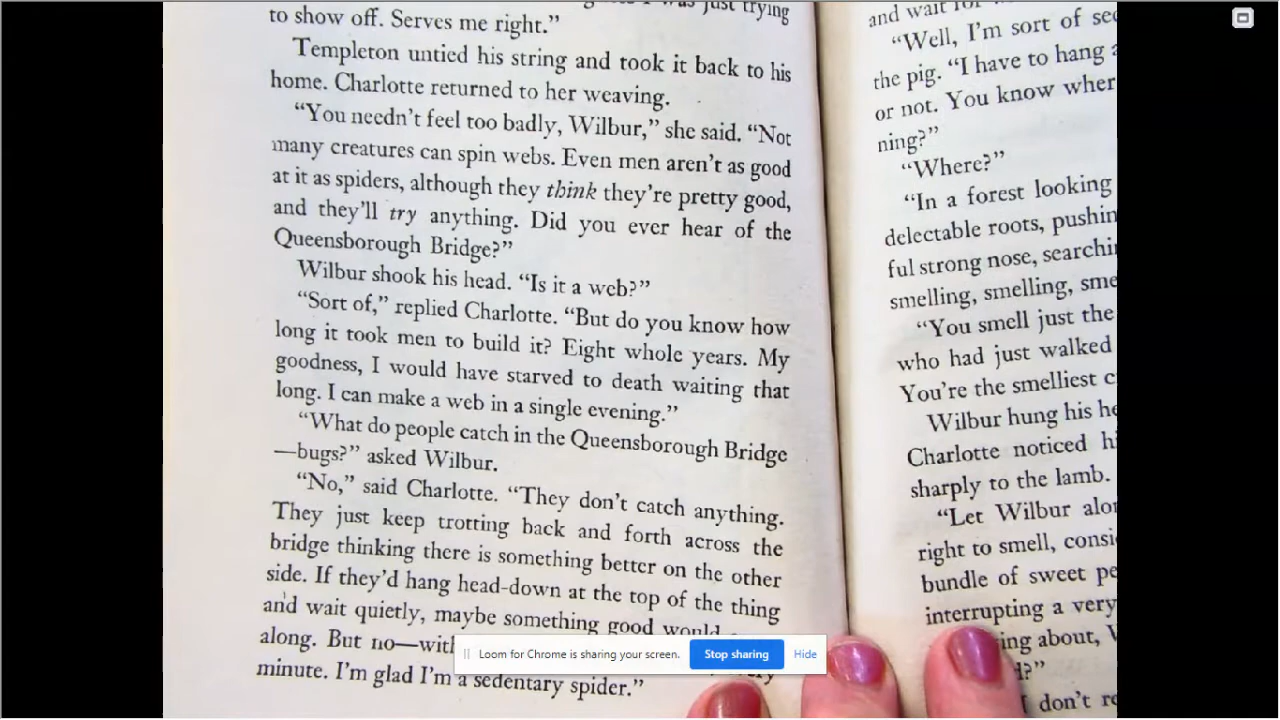 I was just trying
to show off. Serves me right.”
Templeton untied his string and took it back to his
home. Charlotte returned to her weaving.
“You needn’t feel too badly, Wilbur,” she said. “Not
many creatures can spin webs. Even men aren’t as good
at it as spiders, although they think they’re pretty good,
and they’ll try anything. Did you ever hear of the
Queensborough Bridge?”
Wilbur shook his head. “Is it a web?”
“Sort of,” replied Charlotte. “But do you know how
long it took men to build it? Eight whole years. My
goodness, I would have starved to death waiting that
long. I can make a web in a single evening.”
“What do people catch in the Queensborough Bridge
—bugs?” asked Wilbur.
“No,” said Charlotte. “They don’t catch anything.
They just keep trotting back and forth across the
bridge thinking there is something better on the other
side. If they’d hang head-down at the top of the thing
and wait quietly, maybe something good would
along. But no—with
minute. I’m glad I’m a sedentary spider.”
and wait for
“Well, I’m sort of
the pig. “I have to hang
or not. You know
ning?”
“Where?”
“In a forest looking
delectable roots,
ful strong nose,
smelling, smelling,
“You smell just the
who had just walked
You’re the smelliest
Wilbur hung his
Charlotte noticed
sharply to the lamb.
“Let Wilbur
right to smell,
bundle of sweet
interrupting a very
about,
I don’t
Loom for Chrome is sharing your screen.
Stop sharing
Hide